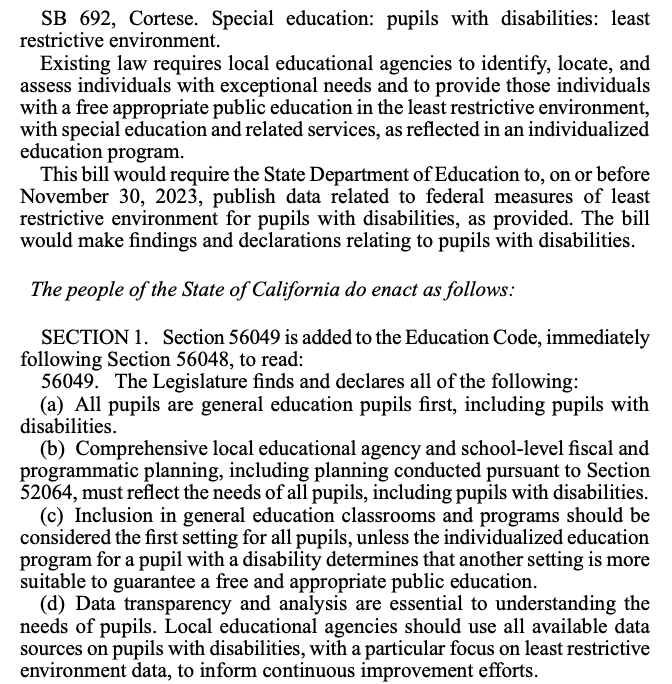 SB 692, Cortese. Special education: pupils with disabilities: least
restrictive environment.
Existing law requires local educational agencies to identify, locate, and
assess individuals with exceptional needs and to provide those individuals
with a free appropriate public education in the least restrictive environment,
with special education and related services, as reflected in an individualized
education program.
This bill would require the State Department of Education to, on or before
November 30, 2023, publish data related to federal measures of least
restrictive environment for pupils with disabilities, as provided. The bill
would make findings and declarations relating to pupils with disabilities.
The people of the State of California do enact as follows:
SECTION 1. Section 56049 is added to the Education Code, immediately
following Section 56048, to read:
56049. The Legislature finds and declares all of the following:
(a) All pupils are general education pupils first, including pupils with
disabilities.
(b) Comprehensive local educational agency and school-level fiscal and
programmatic planning, including planning conducted pursuant to Section
52064, must reflect the needs of all pupils, including pupils with disabilities.
(c) Inclusion in general education classrooms and programs should be
considered the first setting for all pupils, unless the individualized education
program for a pupil with a disability determines that another setting is more
suitable to guarantee a free and appropriate public education.
(d) Data transparency and analysis are essential to understanding the
needs of pupils. Local educational agencies should use all available data
sources on pupils with disabilities, with a particular focus on least restrictive
environment data, to inform continuous improvement efforts.